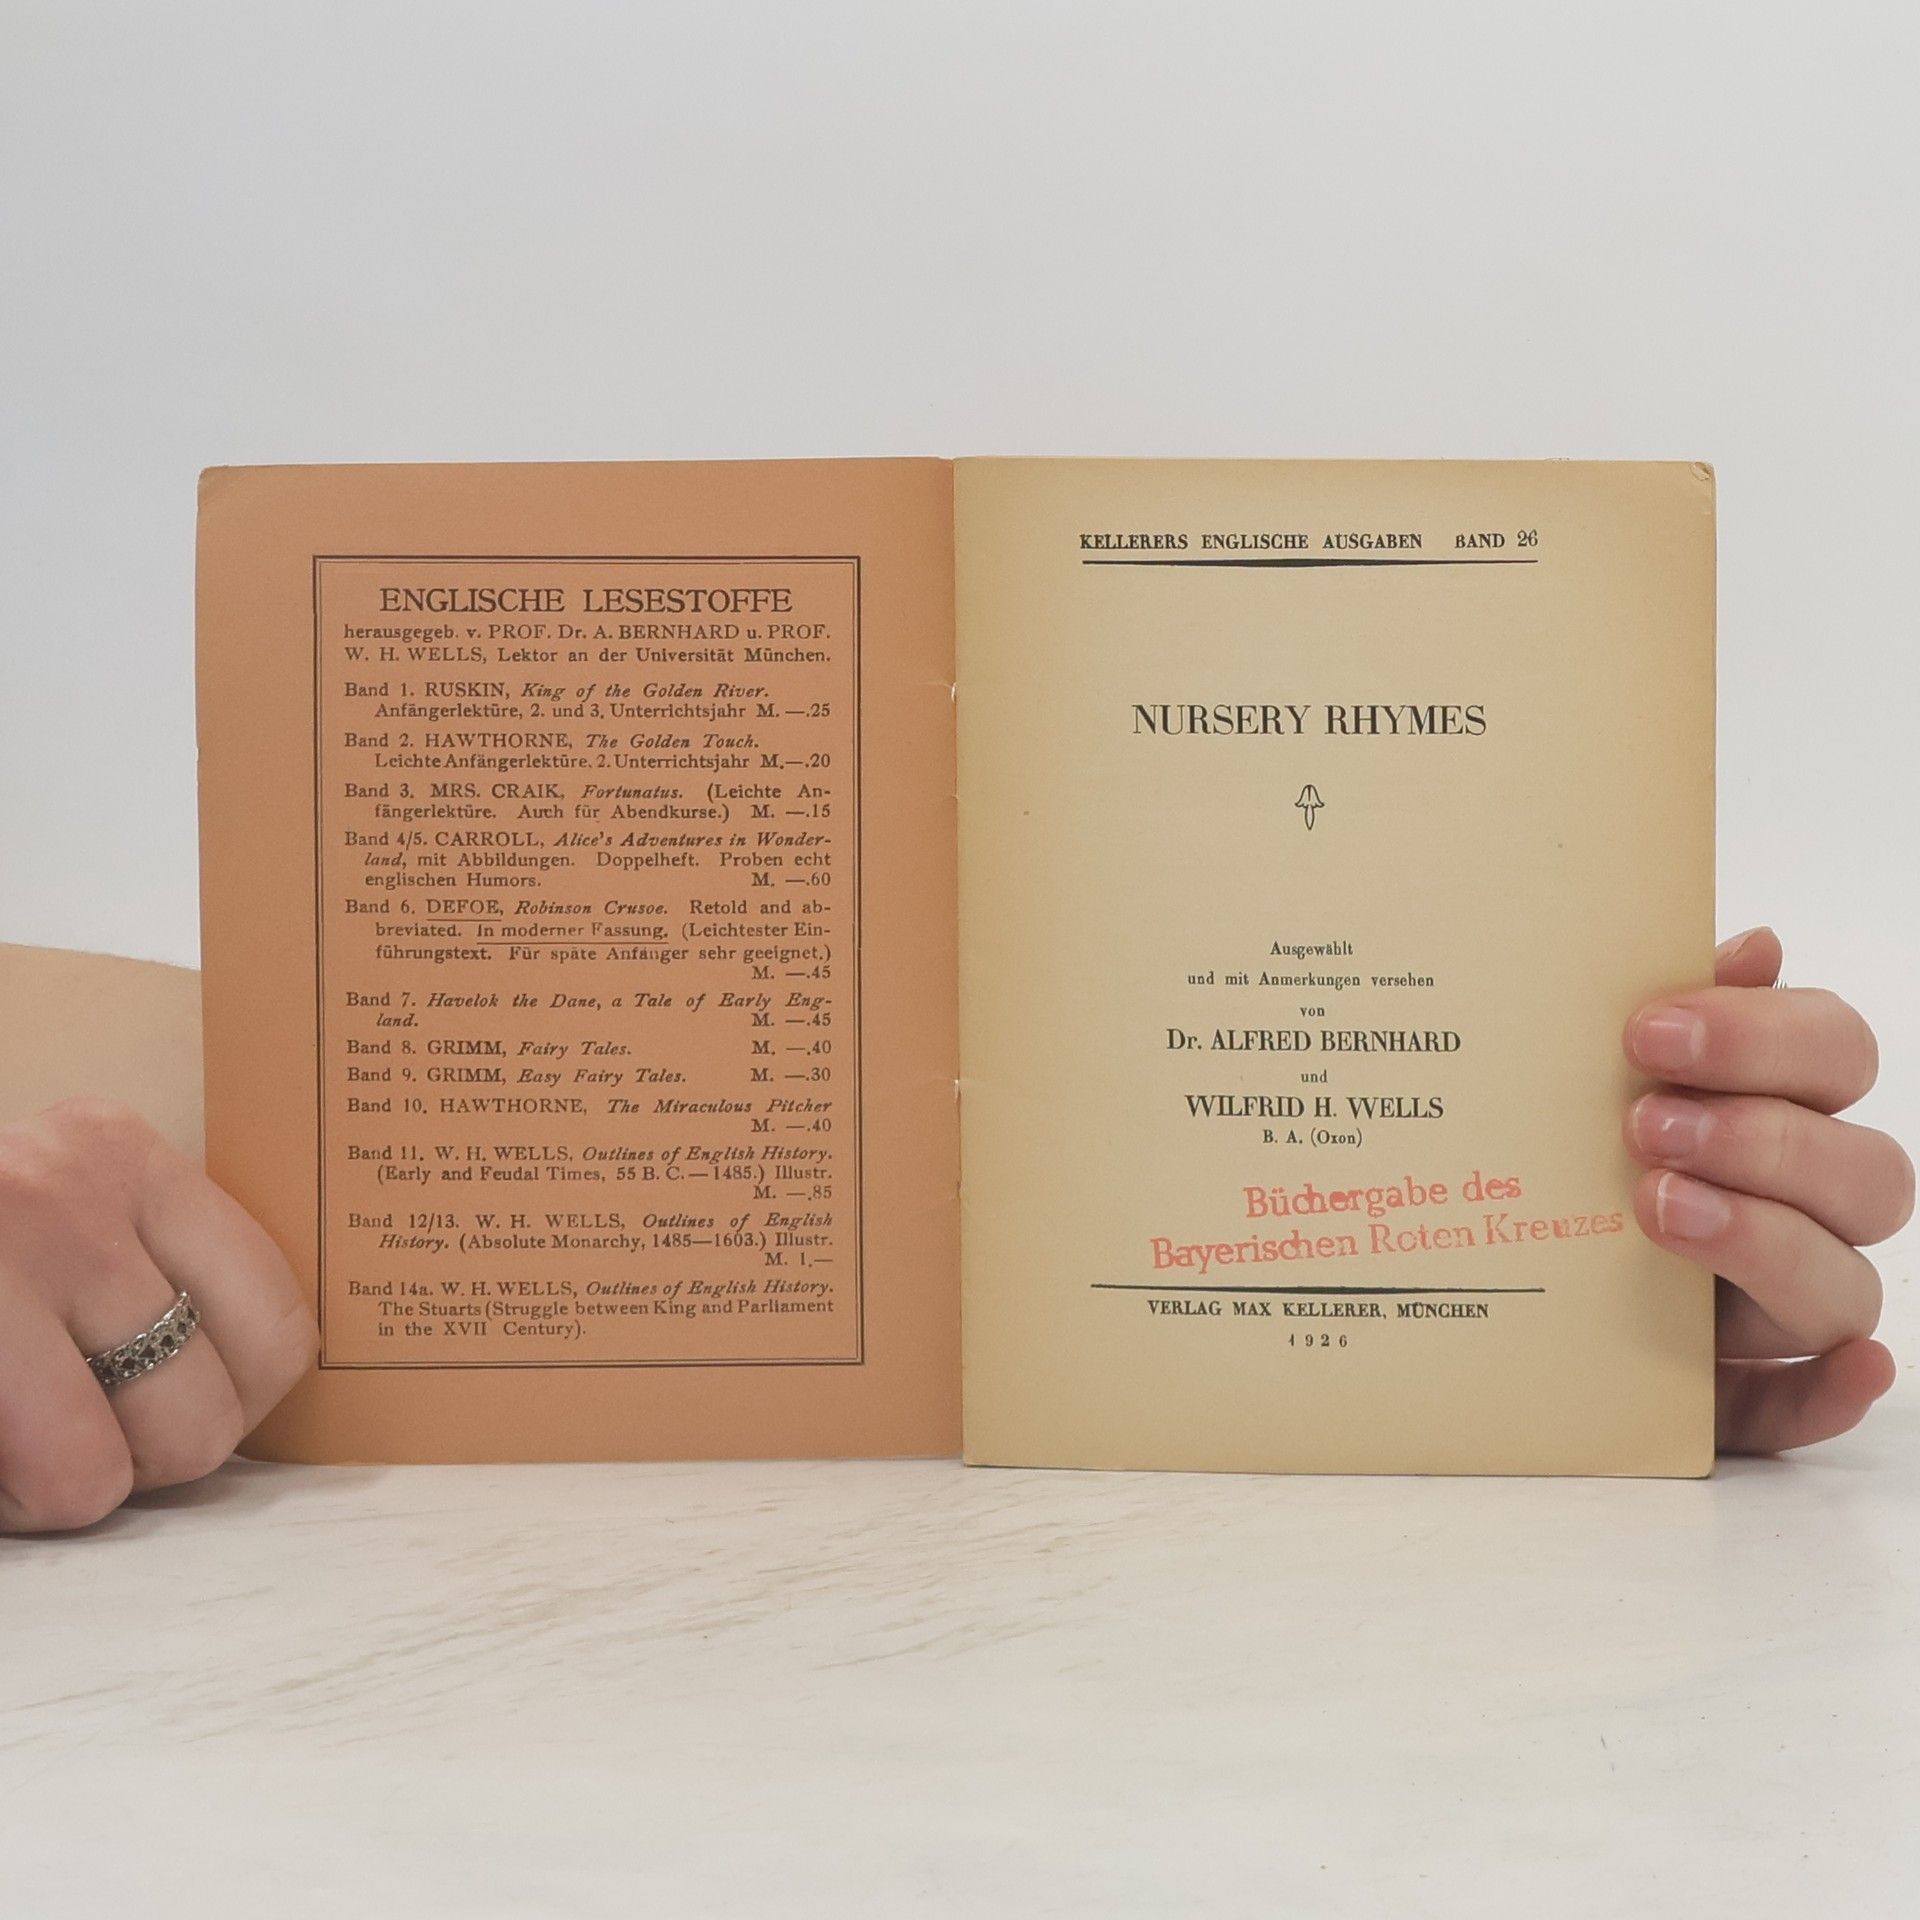 ENGLISCHE LESESTOFFE
herausgegeb. v. PROF. Dr. A. BERNHARD u. PROF.
W. H. WELLS, Lektor an der Universität München.
Band 1. RUSKIN, King of the Golden River.
Anfängerlektüre, 2. und 3. Unterrichtsjahr M. —.25
Band 2. HAWTHORNE, The Golden Touch.
Leichte Anfängerlektüre, 2. Unterrichtsjahr M. —.20
Band 3. MRS. CRAIK, Fortunatus. (Leichte An-
fängerlektüre. Auch für Abendkurse.) M. —.15
Band 4/5. CARROLL, Alice's Adventures in Wonder-
land, mit Abbildungen. Doppelheft. Proben echt
englischen Humors. M. —.60
Band 6. DEFOE, Robinson Crusoe. Retold and ab-
breviated. In moderner Fassung. (Leichtester Ein-
führungstext. Für späte Anfänger sehr geeignet.)
M. —.45
Band 7. Havelok the Dane, a Tale of Early Eng-
land. M. —.45
Band 8. GRIMM, Fairy Tales. M. —.40
Band 9. GRIMM, Easy Fairy Tales. M. —.30
Band 10. HAWTHORNE, The Miraculous Pitcher
M. —.40
Band 11. W. H. WELLS, Outlines of English History.
(Early and Feudal Times, 55 B. C. — 1485.) Illustr.
M. —.85
Band 12/13. W. H. WELLS, Outlines of English
History. (Absolute Monarchy, 1485—1603.) Illustr.
M. 1.—
Band 14a. W. H. WELLS, Outlines of English History.
The Stuarts (Struggle between King and Parliament
in the XVII Century).
KELLERERS ENGLISCHE AUSGABEN BAND 26
NURSERY RHYMES
Ausgewählt
und mit Anmerkungen versehen
von
Dr. ALFRED BERNHARD
und
WILFRID H. WELLS
B. A. (Oxon)
Büchergabe des
Bayerischen Roten Kreuzes
VERLAG MAX KELLERER, MÜNCHEN
1926